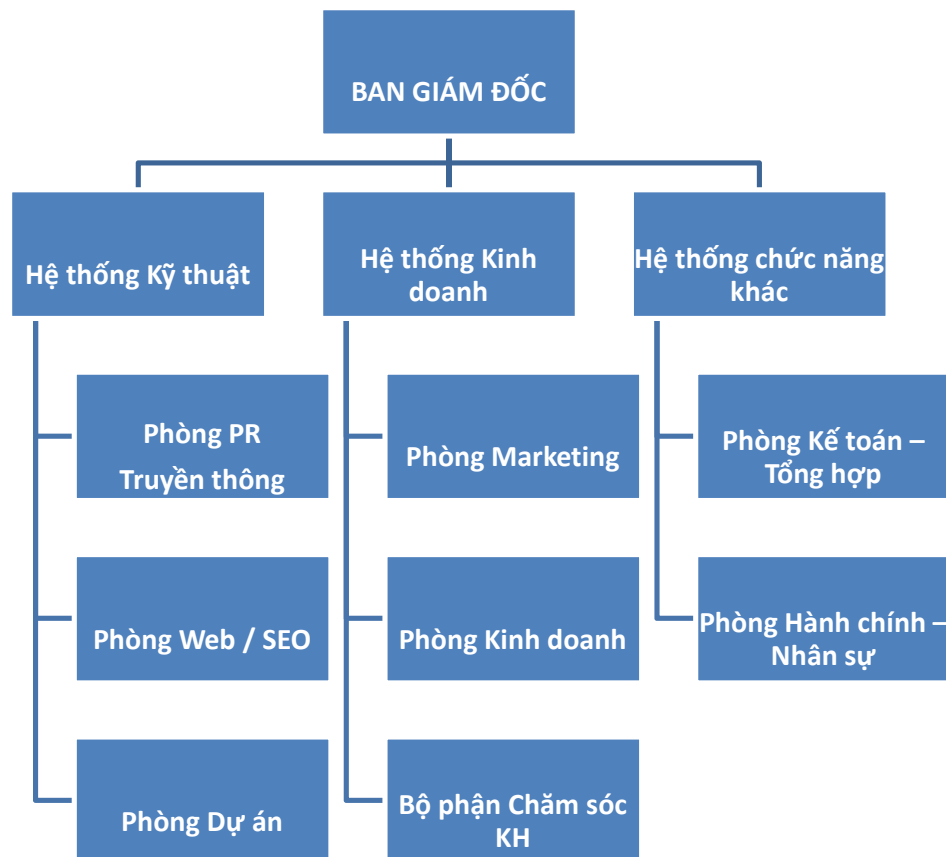 BAN GIÁM ĐỐC
Hệ thống Kỹ thuật
Hệ thống Kinh
doanh
Hệ thống chức năng
khác
Phòng PR
Truyền thông
Phòng Marketing
Phòng Kế toán –
Tổng hợp
Phòng Web / SEO
Phòng Kinh doanh
Phòng Hành chính –
Nhân sự
Phòng Dự án
Bộ phận Chăm sóc
KH